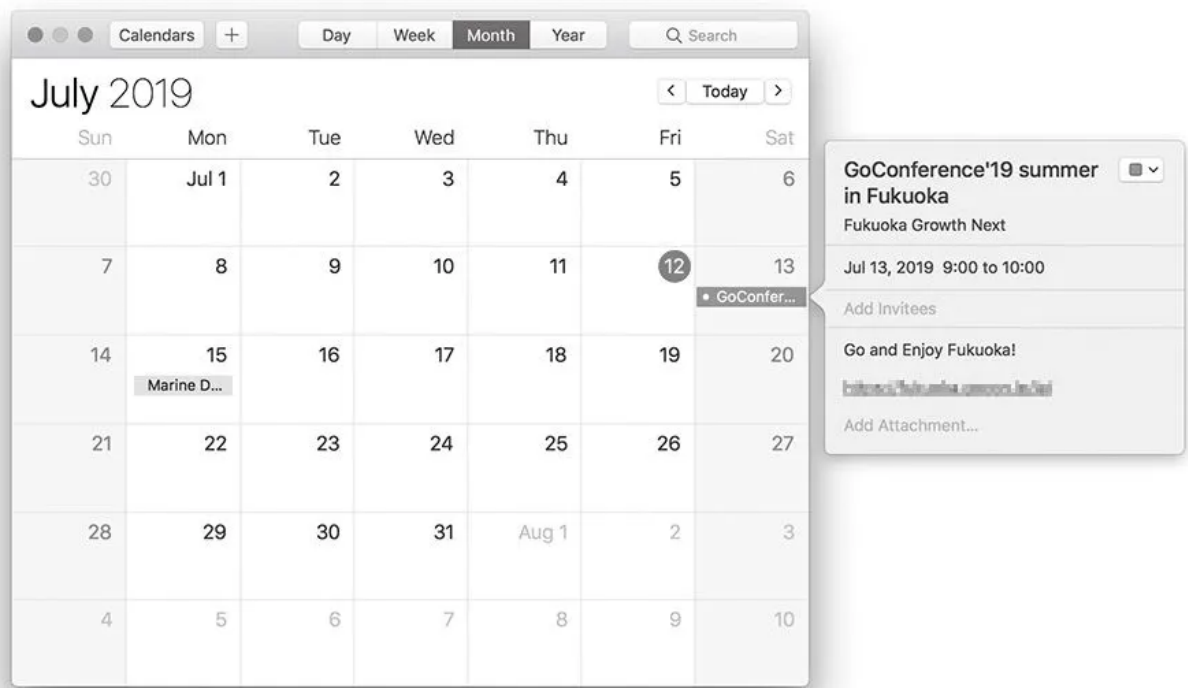 Calendars + Day Week Month Year Search
July 2019 < Today >
Sun Mon Tue Wed Thu Fri Sat
30 Jul 1 2 3 4 5 6
7 8 9 10 11 12 13
• GoConfer...
14 15 16 17 18 19 20
Marine D...
21 22 23 24 25 26 27
28 29 30 31 Aug 1 2 3
4 5 6 7 8 9 10
GoConference'19 summer
in Fukuoka
Fukuoka Growth Next
Jul 13, 2019 9:00 to 10:00
Add Invitees
Go and Enjoy Fukuoka!
Add Attachment...